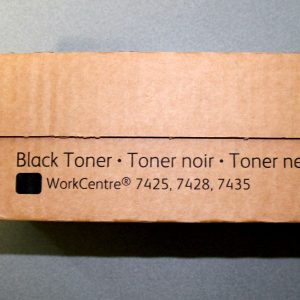 Black Toner • Toner noir • Toner ne
WorkCentre® 7425, 7428, 7435